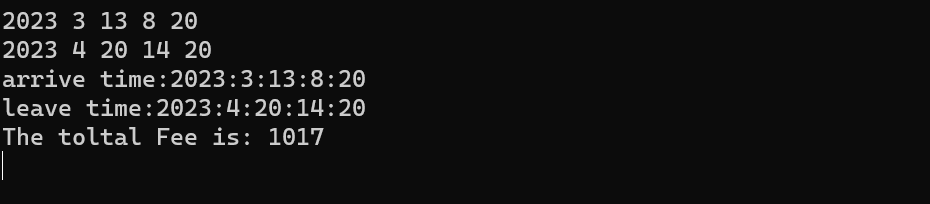 2023 3 13 8 20
2023 4 20 14 20
arrive time:2023:3:13:8:20
leave time:2023:4:20:14:20
The toltal Fee is: 1017